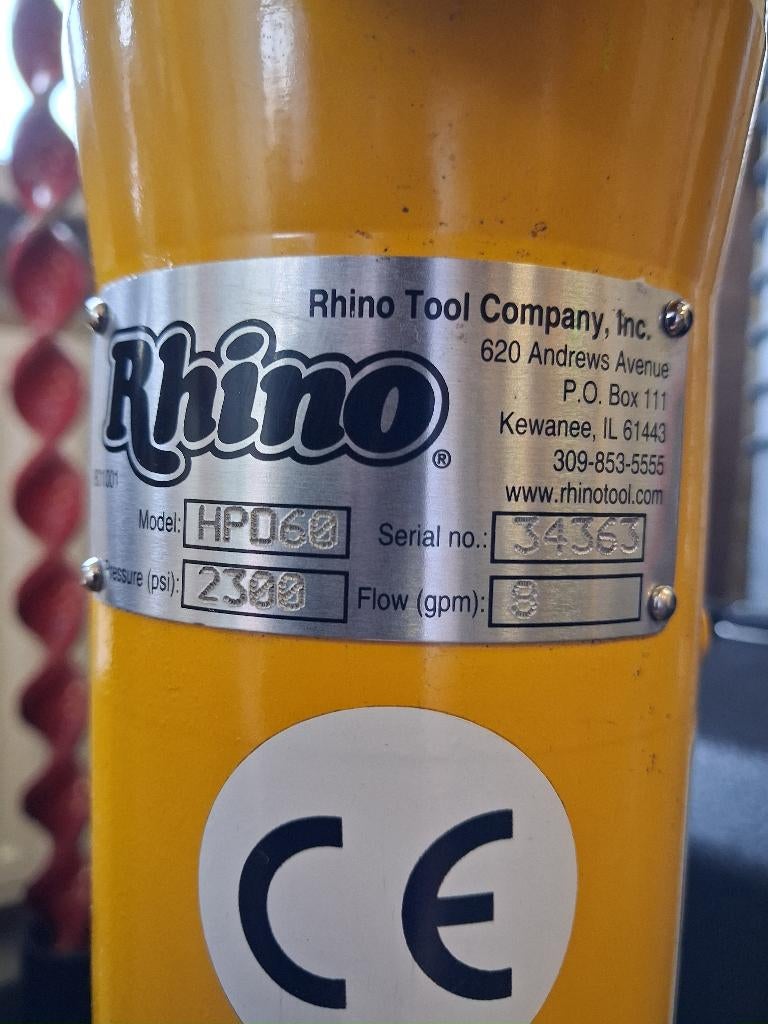 Rhino Tool Company, Inc.
620 Andrews Avenue
P.O. Box 111
Kewanee, IL 61443
309-853-5555
www.rhinotool.com
Rhino®
Model: HPD60 Serial no.: 34363
Pressure (psi): 2300 Flow (gpm): 8
CE